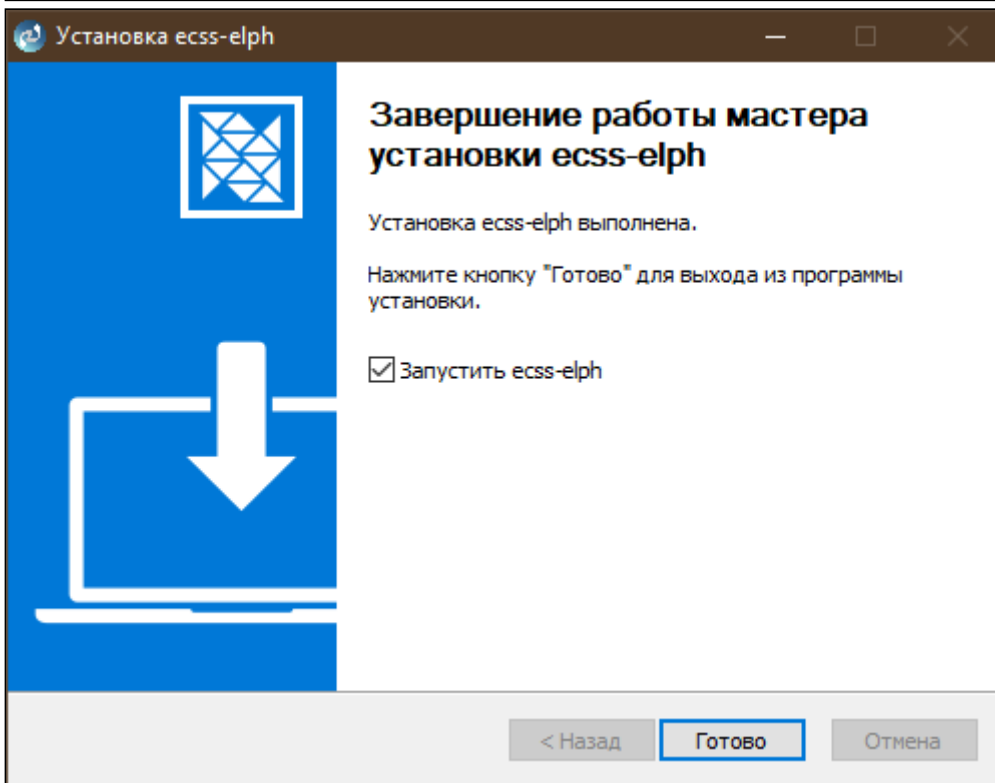 Установка ecss-elph
Завершение работы мастера
установки ecss-elph
Установка ecss-elph выполнена.
Нажмите кнопку "Готово" для выхода из программы
установки.
Запустить ecss-elph
< Назад
Готово
Отмена